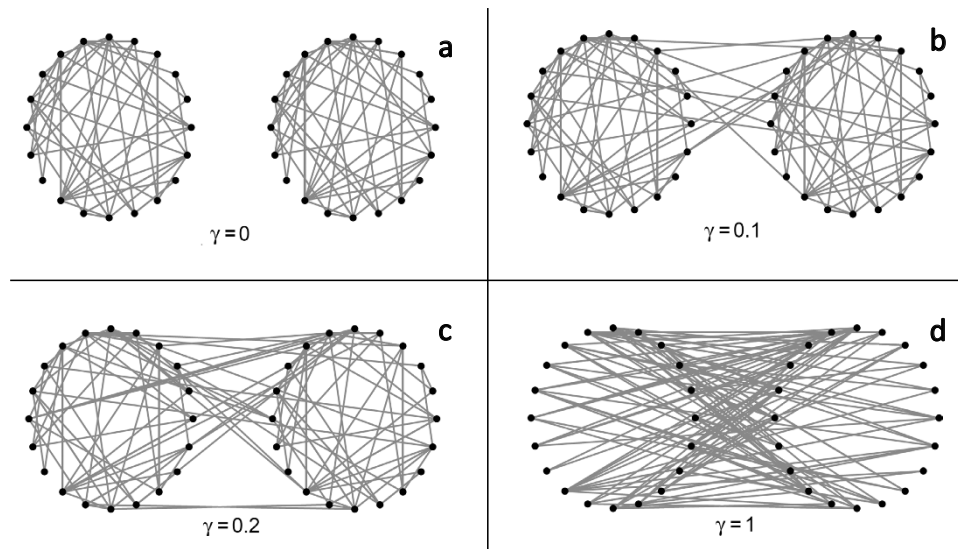 a
γ = 0
b
γ = 0.1
c
γ = 0.2
d
γ = 1